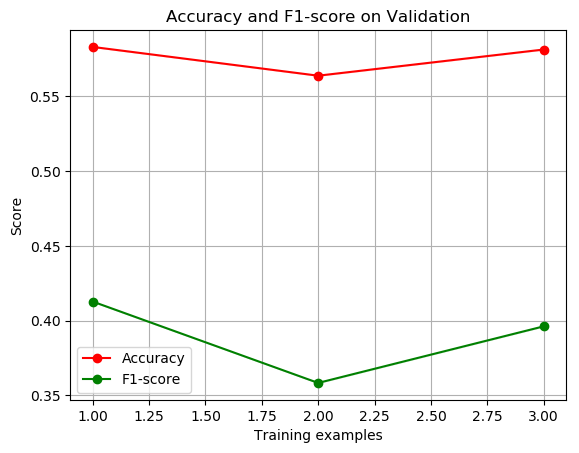 Accuracy and F1-score on Validation
Score
0.55
0.50
0.45
0.40
0.35
Accuracy
F1-score
1.00 1.25 1.50 1.75 2.00 2.25 2.50 2.75 3.00
Training examples